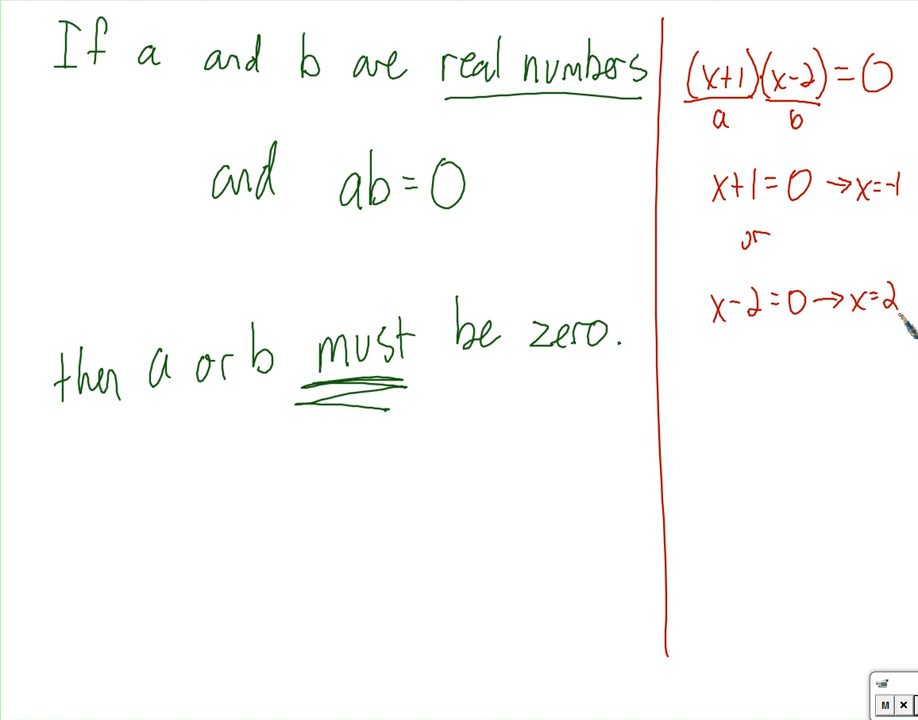 If a and b are real numbers
and ab=0
then a or b must be zero.
(x+1)(x-2)=0
a b
x+1=0 →x=-1
or
x-2=0→x=2
M ×